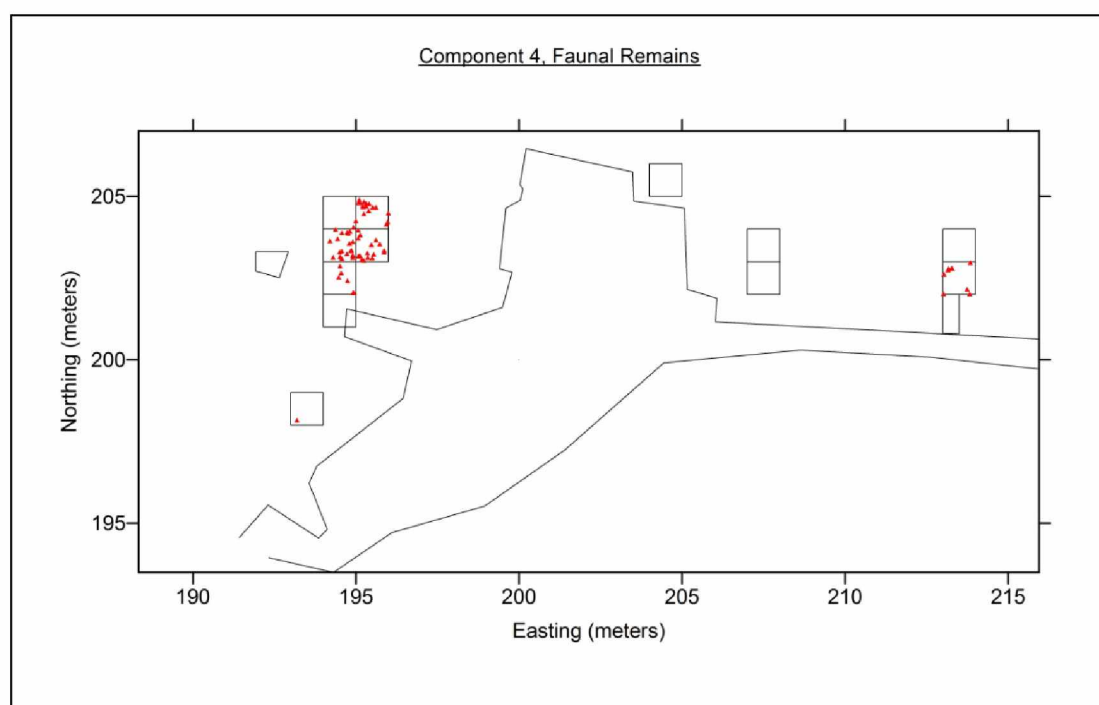 Component 4, Faunal Remains
205
200
195
Northing (meters)
190 195 200 205 210 215
Easting (meters)